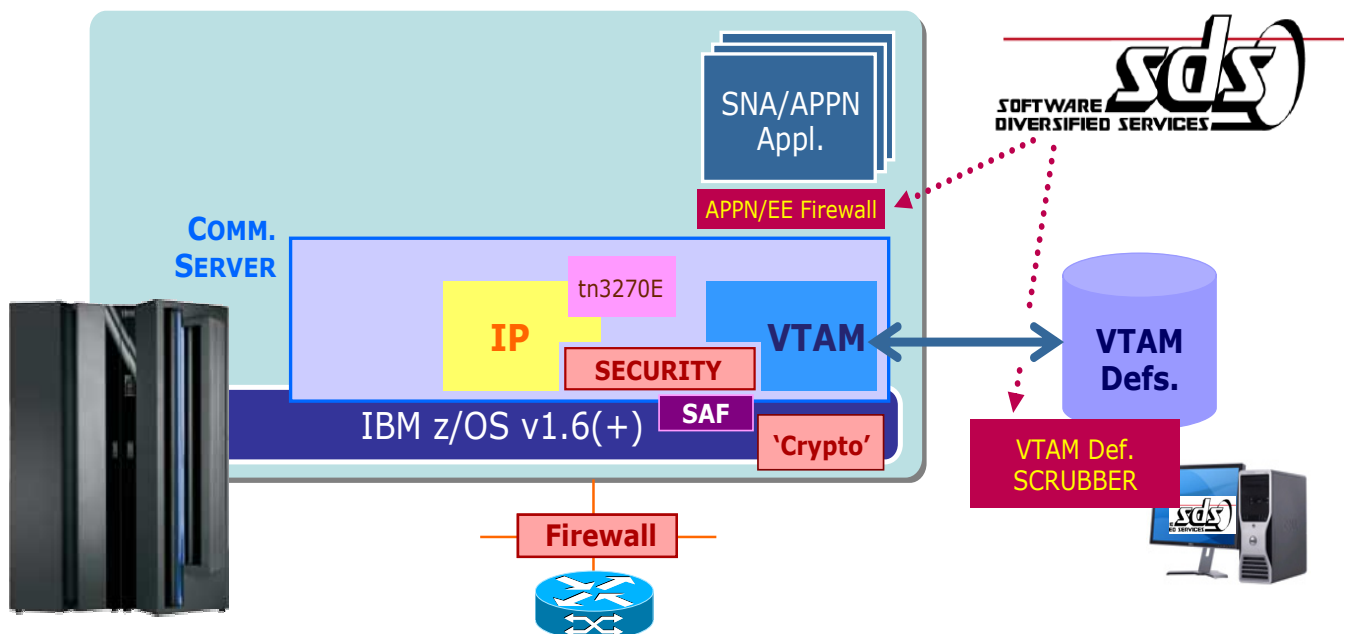 SNA/APPN
Appl.
APPN/EE Firewall
SOFTWARE
DIVERSIFIED SERVICES
sds
COMM.
SERVER
tn3270E
IP
VTAM
SECURITY
SAF
IBM z/OS v1.6(+)
‘Crypto’
VTAM
Defs.
VTAM Def.
SCRUBBER
sds
Firewall